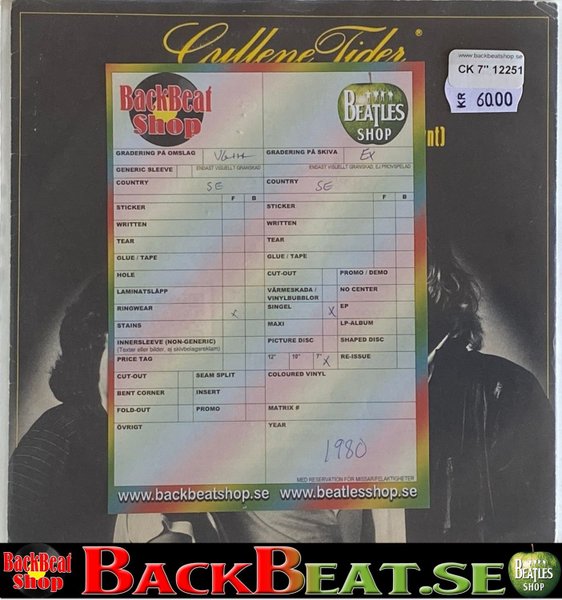 Gyllene Tider®
www.backbeatshop.se
CK 7" 12251
KR 60.00
nt)
BackBeat
Shop
BEATLES
SHOP
GRADERING PÅ OMSLAG VG+++ GRADERING PÅ SKIVA Ex
ENDAST VISUELLT GRANSKAD ENDAST VISUELLT GRANSKAD, EJ PROVSPELAD
GENERIC SLEEVE
COUNTRY SE COUNTRY SE
F B F B
STICKER STICKER
WRITTEN WRITTEN
TEAR TEAR
GLUE / TAPE GLUE / TAPE
HOLE CUT-OUT PROMO / DEMO
LAMINATSLÄPP VÄRMESKADA / VINYLBUBBLOR NO CENTER
RINGWEAR x SINGEL x EP
STAINS MAXI LP-ALBUM
INNERSLEEVE (NON-GENERIC) PICTURE DISC SHAPED DISC
(Texter eller bilder, aj skivbolagsreklam)
PRICE TAG 12" 10" 7" x RE-ISSUE
CUT-OUT SEAM SPLIT COLOURED VINYL
BENT CORNER INSERT
FOLD-OUT PROMO MATRIX #
ÖVRIGT YEAR
1980
MED RESERVATION FÖR MISSAR/FELAKTIGHETER
www.backbeatshop.se www.beatlesshop.se
BackBeat
Shop
BACKBEAT.SE
BEATLES
SHOP